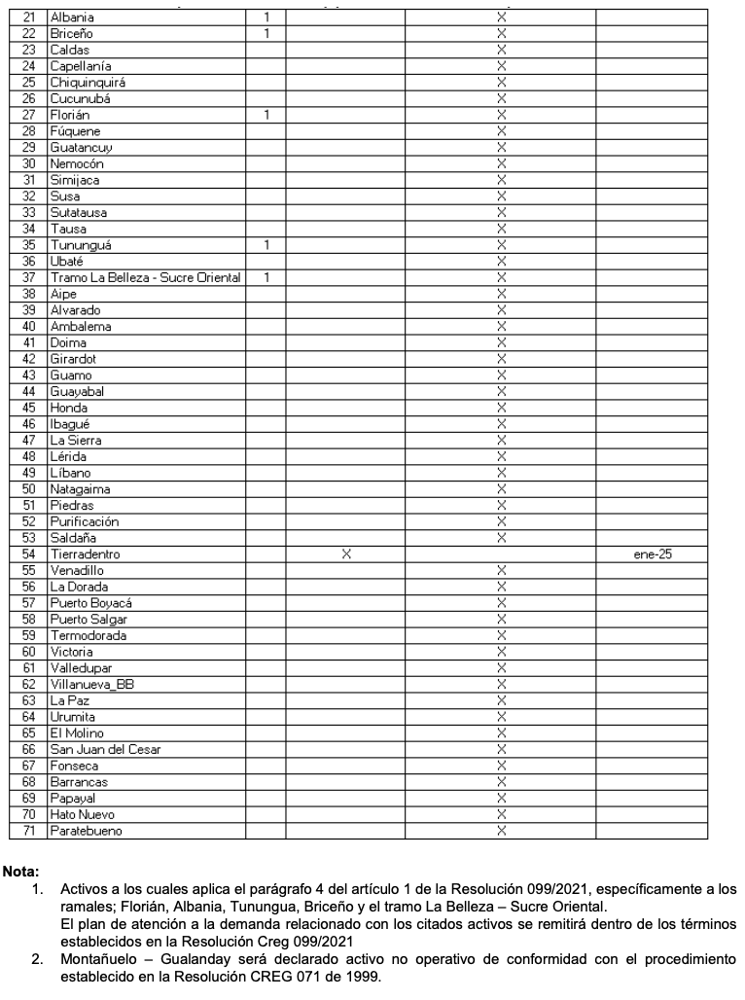 21 Albania 1 X
22 Briceño 1 X
23 Caldas X
24 Capellanía X
25 Chiquinquirá X
26 Cucunubá X
27 Florián 1 X
28 Fúquene X
29 Guatancuy X
30 Nemocón X
31 Simijaca X
32 Susa X
33 Sutatausa X
34 Tausa X
35 Tununguá 1 X
36 Ubaté X
37 Tramo La Belleza - Sucre Oriental 1 X
38 Aipe X
39 Alvarado X
40 Ambalema X
41 Doima X
42 Girardot X
43 Guamo X
44 Guayabal X
45 Honda X
46 Ibagué X
47 La Sierra X
48 Lérida X
49 Líbano X
50 Natagaima X
51 Piedras X
52 Purificación X
53 Saldaña X
54 Tierradentro X ene-25
55 Venadillo X
56 La Dorada X
57 Puerto Boyacá X
58 Puerto Salgar X
59 Termodorada X
60 Victoria X
61 Valledupar X
62 Villanueva_BB X
63 La Paz X
64 Urumita X
65 El Molino X
66 San Juan del Cesar X
67 Fonseca X
68 Barrancas X
69 Papayal X
70 Hato Nuevo X
71 Paratebueno X
Nota:
1. Activos a los cuales aplica el parágrafo 4 del artículo 1 de la Resolución 099/2021, específicamente a los
ramales; Florián, Albania, Tunungua, Briceño y el tramo La Belleza – Sucre Oriental.
El plan de atención a la demanda relacionado con los citados activos se remitirá dentro de los términos
establecidos en la Resolución Creg 099/2021
2. Montañuelo – Gualanday será declarado activo no operativo de conformidad con el procedimiento
establecido en la Resolución CREG 071 de 1999.